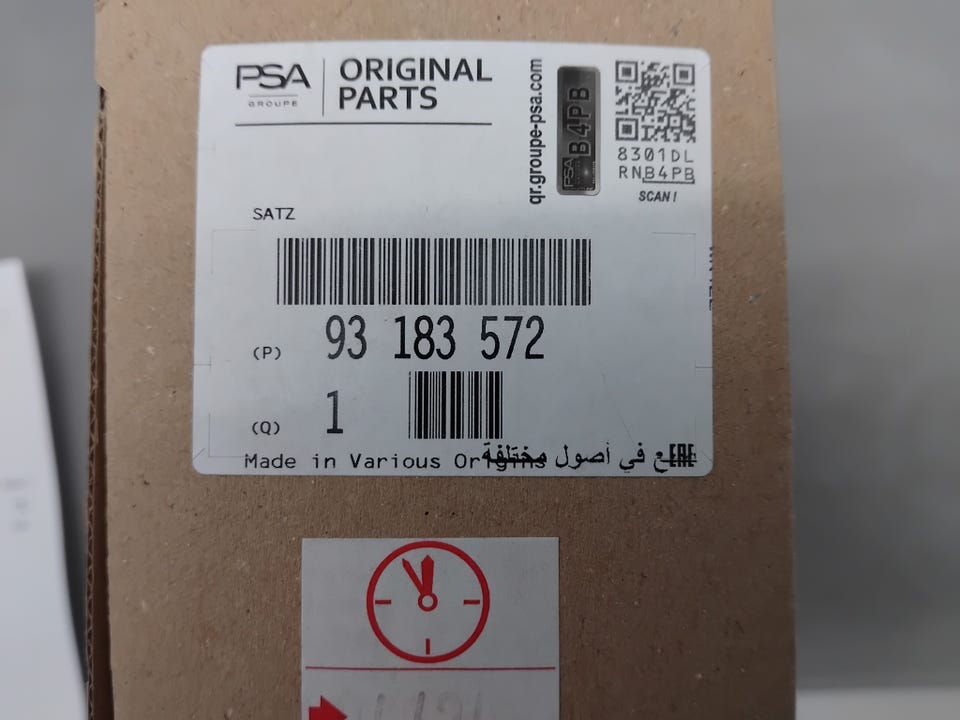 PSA
GROUPE
ORIGINAL
PARTS
qr.groupe-psa.com
PSA
B4PB
8301DL
RNB4PB
SCAN!
SATZ
(P) 93 183 572
(Q) 1
Made in Various Origins
في أصول مختلفة
EAC